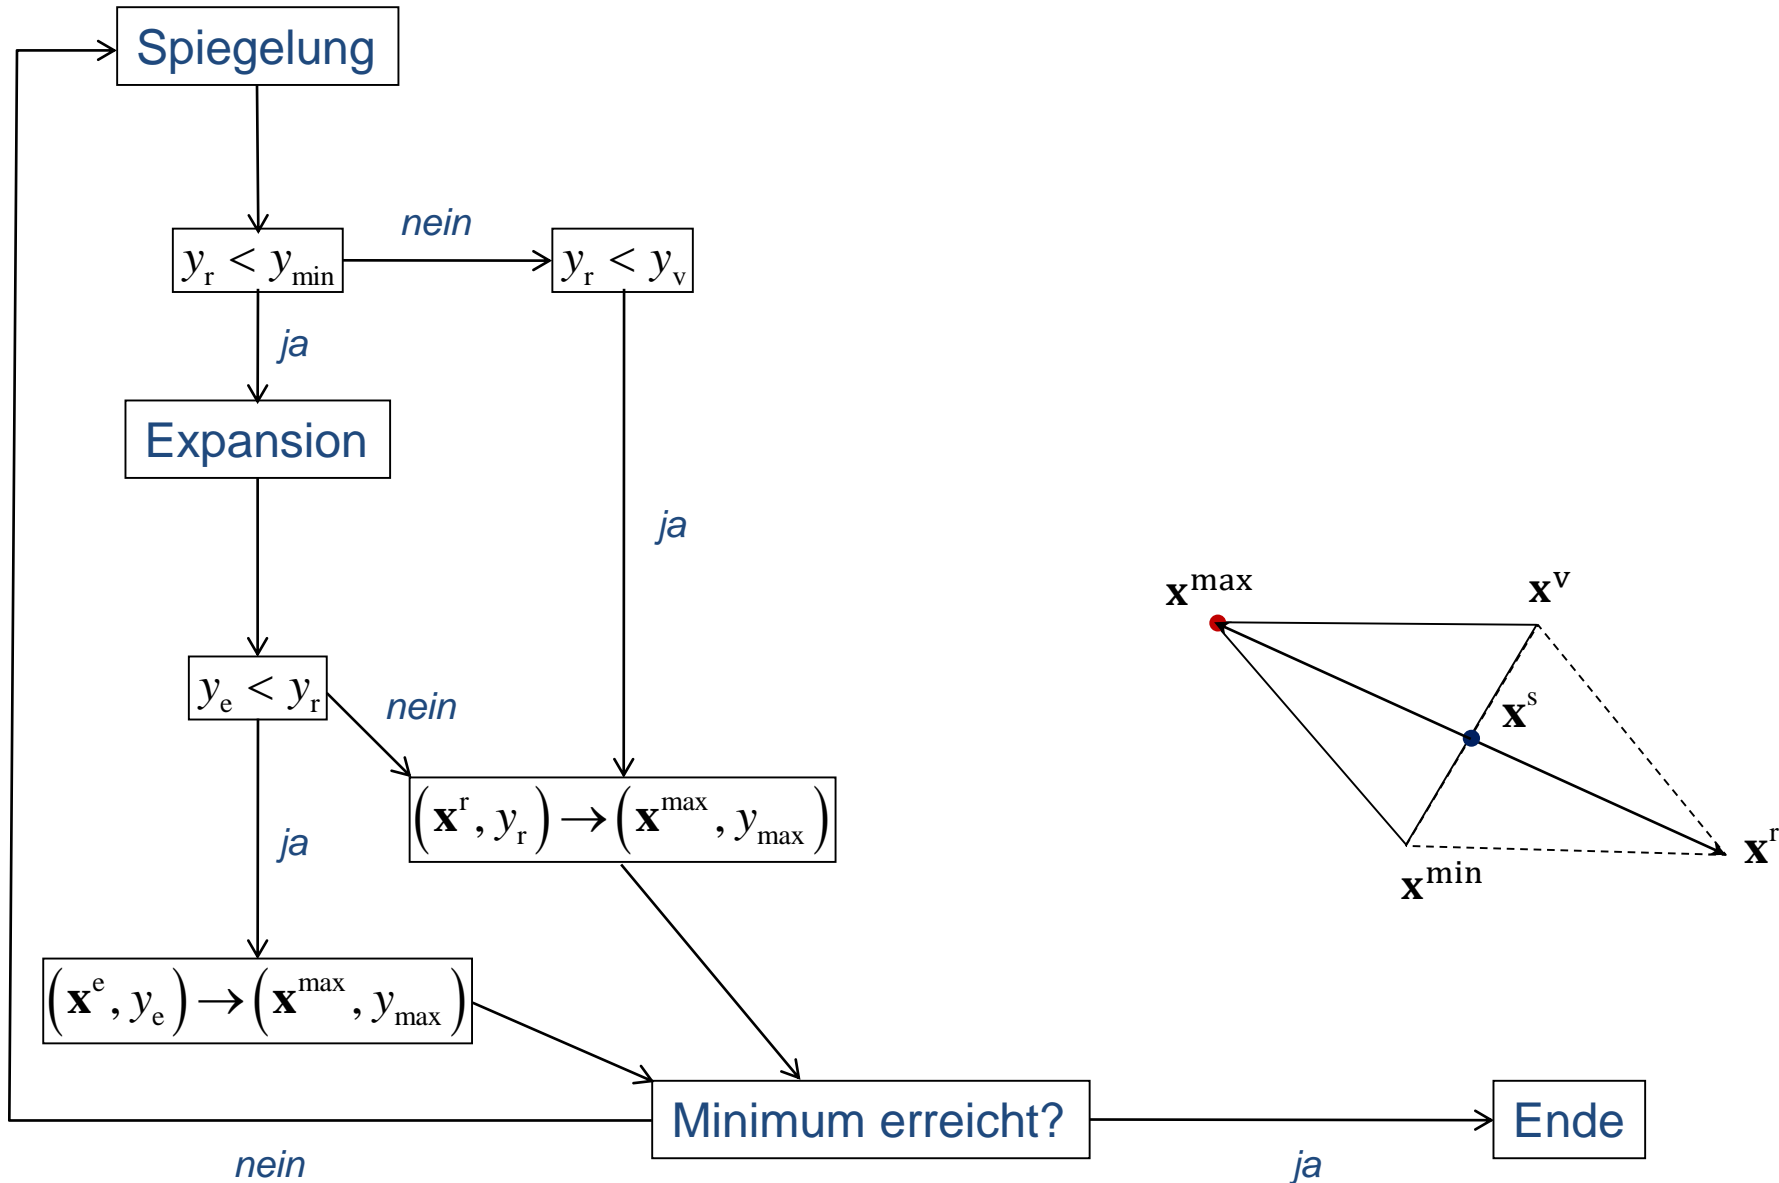 Spiegelung
nein
y_r < y_min
y_r < y_v
ja
Expansion
ja
x^max
x^v
y_e < y_r
nein
x^s
(x^r, y_r) → (x^max, y_max)
ja
x^r
x^min
(x^e, y_e) → (x^max, y_max)
Minimum erreicht?
Ende
nein
ja